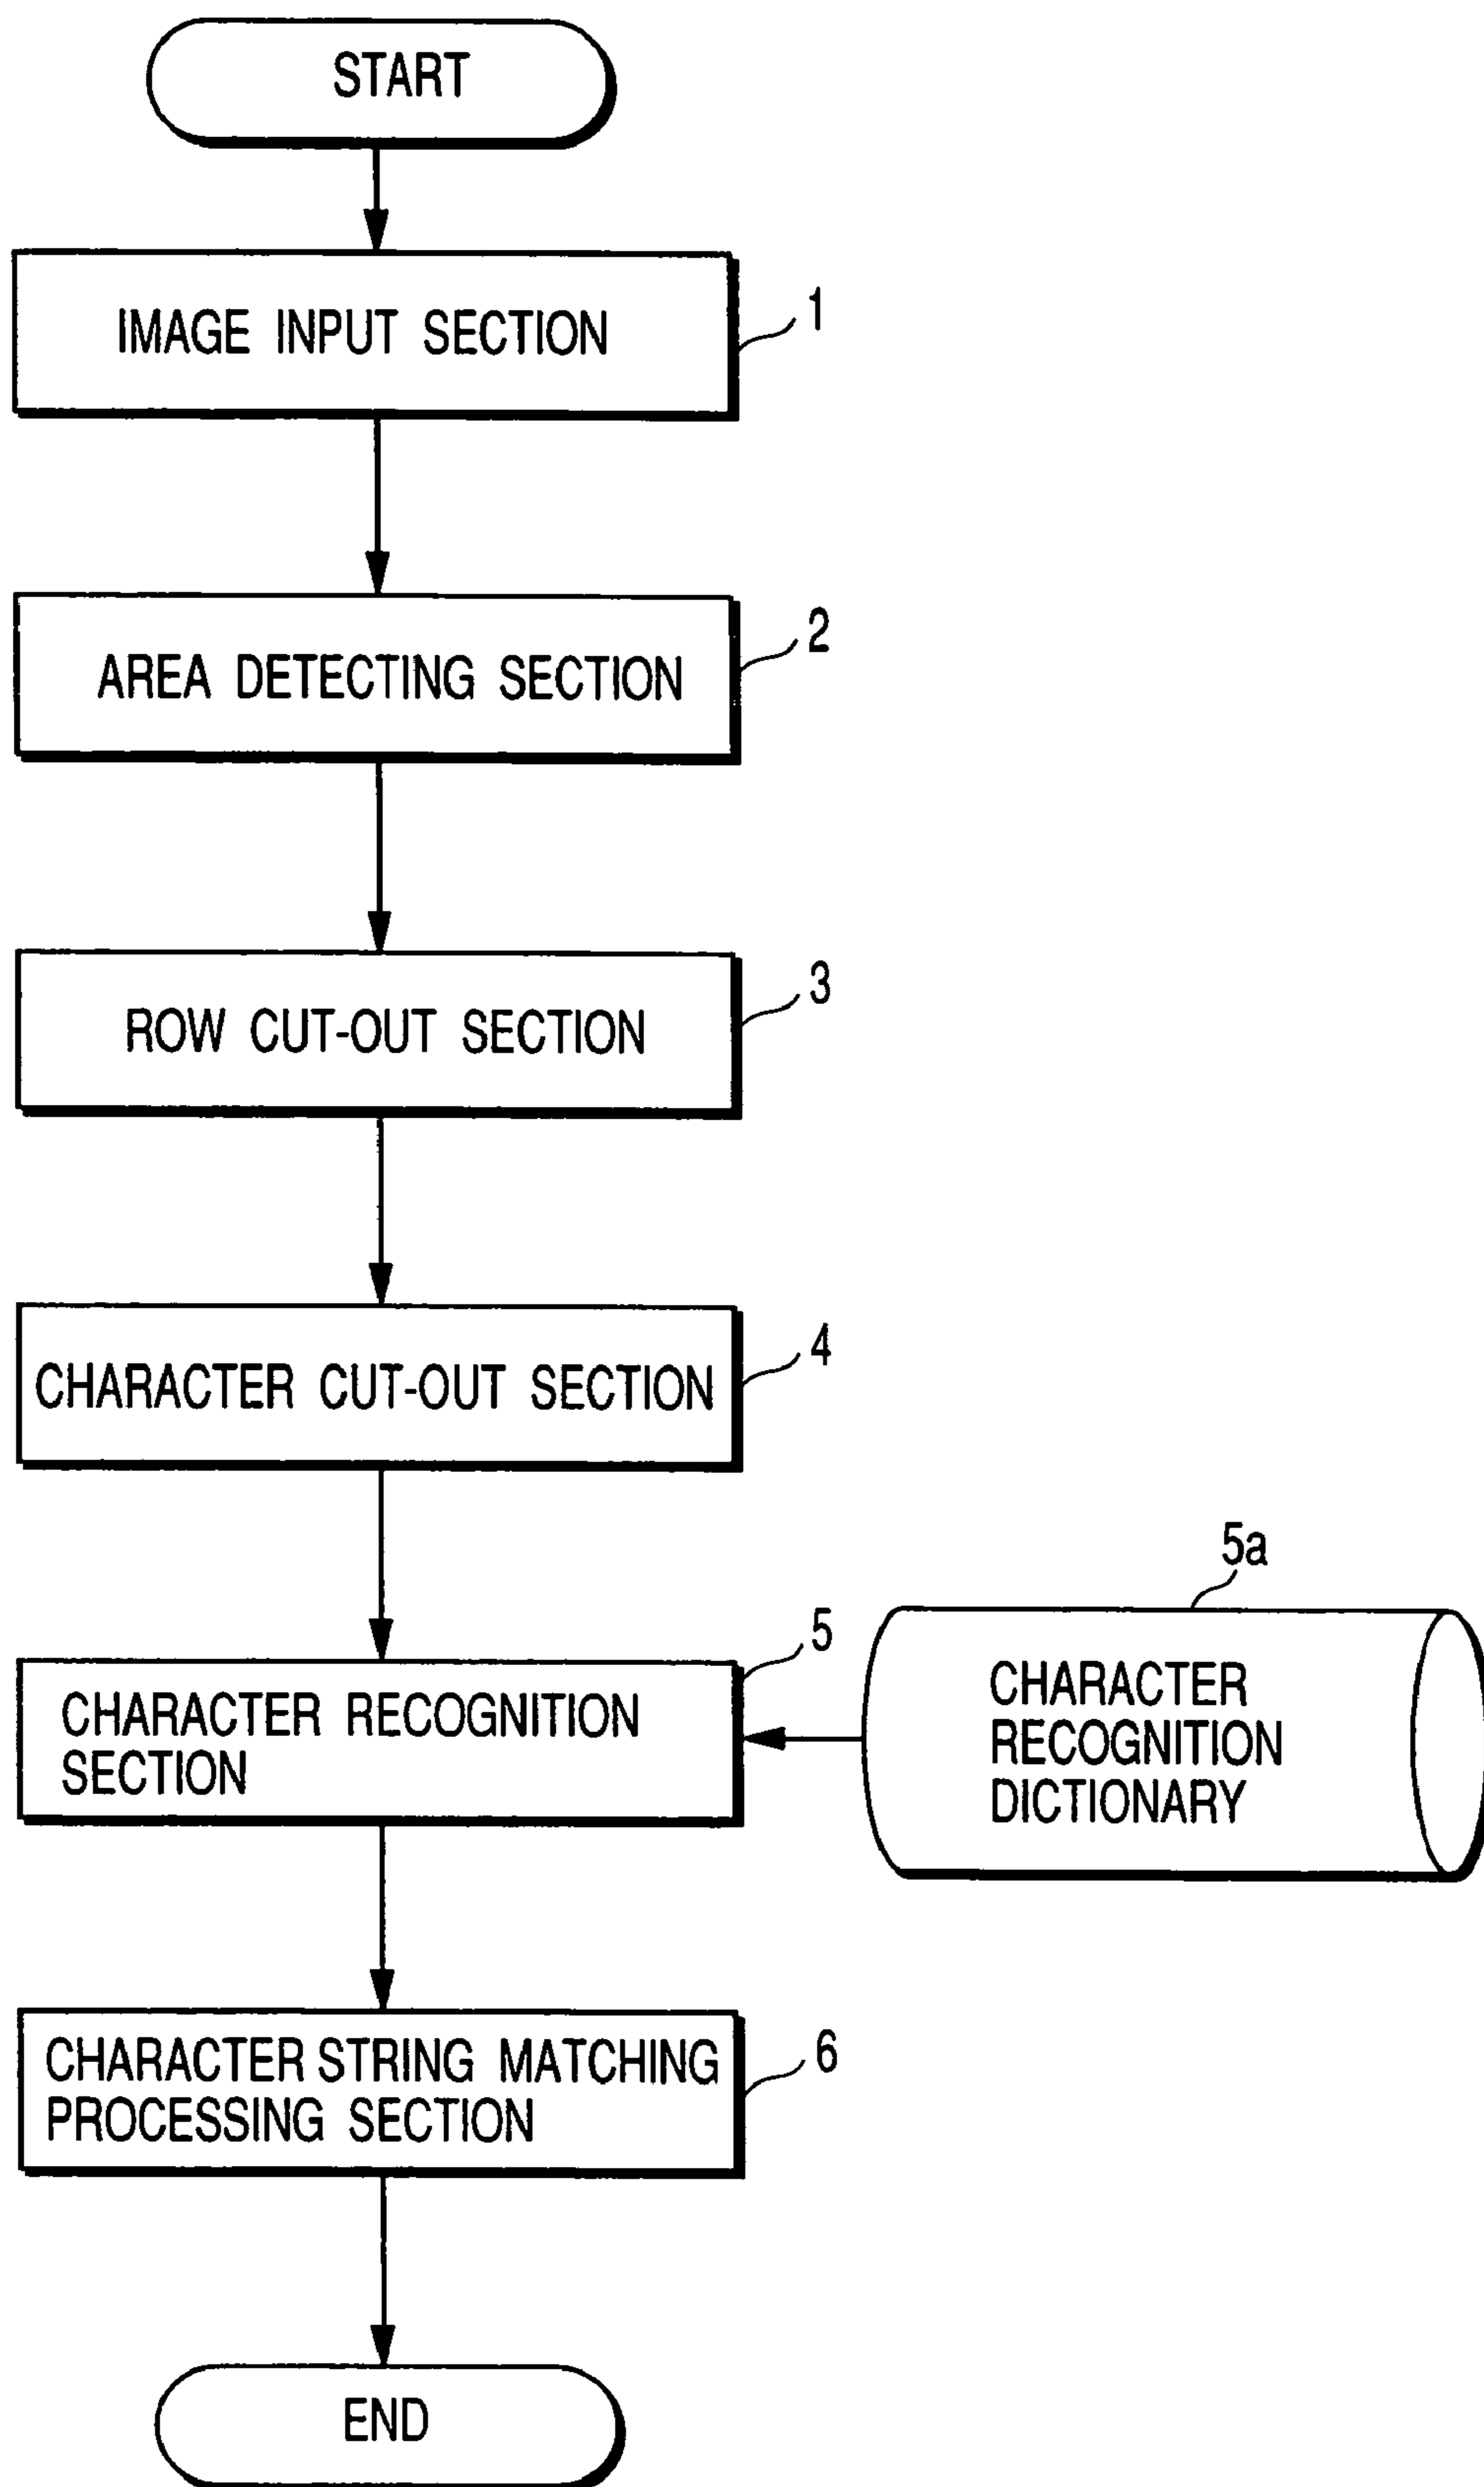 START
IMAGE INPUT SECTION
1
AREA DETECTING SECTION
2
ROW CUT-OUT SECTION
3
CHARACTER CUT-OUT SECTION
4
CHARACTER RECOGNITION
SECTION
5
5a
CHARACTER
RECOGNITION
DICTIONARY
CHARACTER STRING MATCHING
PROCESSING SECTION
6
END